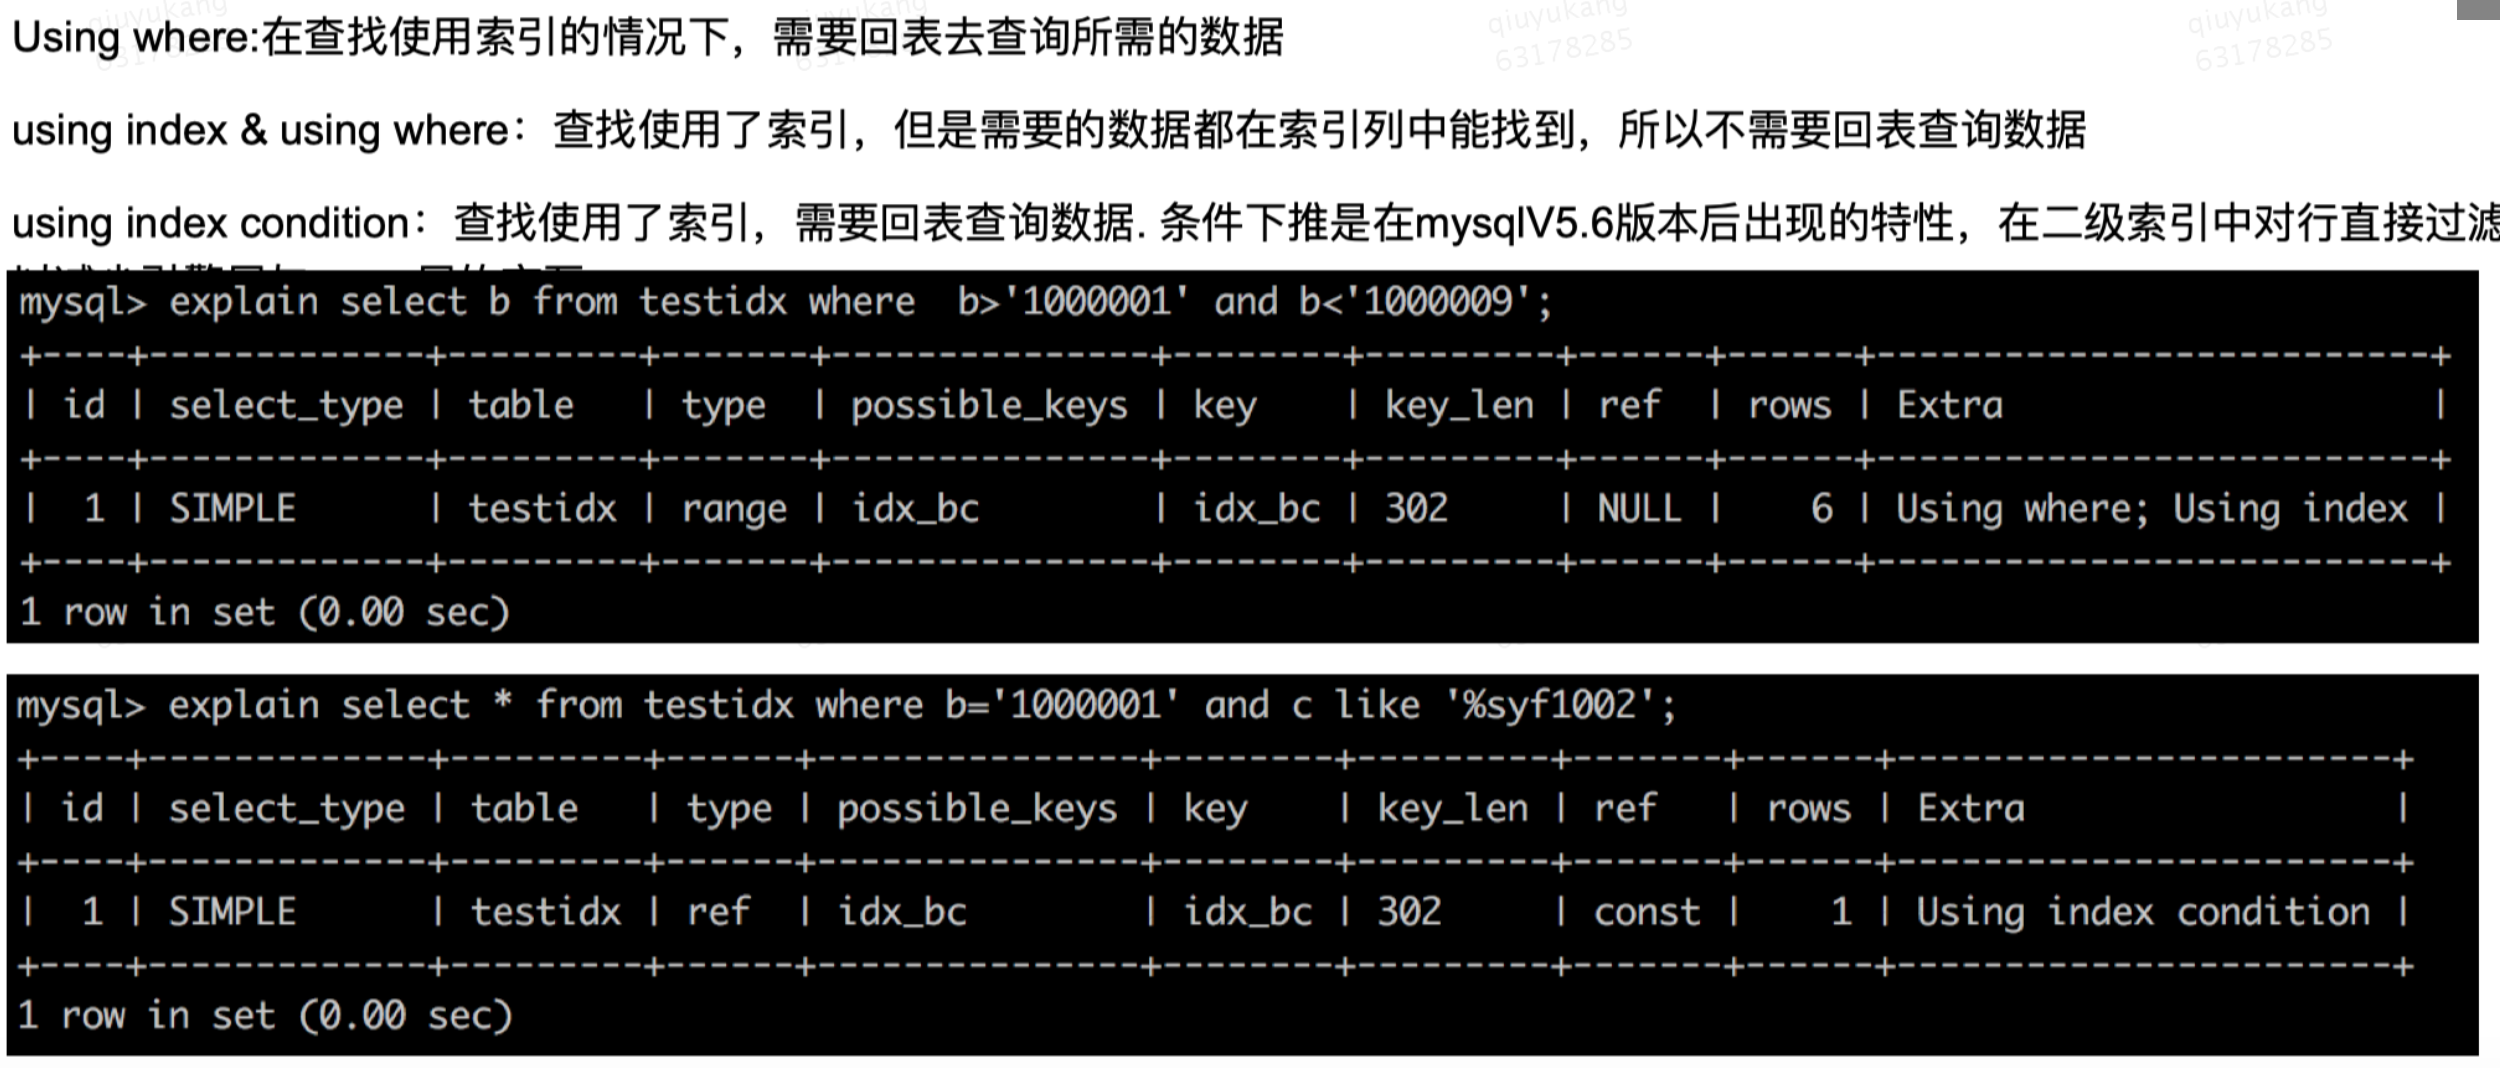 qiuyukang qiuyukang qiuyukang qiuyukang
Using where:在查找使用索引的情况下，需要回表去查询所需的数据
63178285 63178285
using index & using where：查找使用了索引，但是需要的数据都在索引列中能找到，所以不需要回表查询数据
using index condition：查找使用了索引，需要回表查询数据. 条件下推是在mysqlV5.6版本后出现的特性，在二级索引中对行直接过滤
mysql> explain select b from testidx where  b>'1000001' and b<'1000009';
+----+-------------+---------+-------+---------------+--------+---------+------+------+--------------------------+
| id | select_type | table   | type  | possible_keys | key    | key_len | ref  | rows | Extra                    |
+----+-------------+---------+-------+---------------+--------+---------+------+------+--------------------------+
|  1 | SIMPLE      | testidx | range | idx_bc        | idx_bc | 302     | NULL |    6 | Using where; Using index |
+----+-------------+---------+-------+---------------+--------+---------+------+------+--------------------------+
1 row in set (0.00 sec)
mysql> explain select * from testidx where b='1000001' and c like '%syf1002';
+----+-------------+---------+------+---------------+--------+---------+-------+------+-----------------------+
| id | select_type | table   | type | possible_keys | key    | key_len | ref   | rows | Extra                 |
+----+-------------+---------+------+---------------+--------+---------+-------+------+-----------------------+
|  1 | SIMPLE      | testidx | ref  | idx_bc        | idx_bc | 302     | const |    1 | Using index condition |
+----+-------------+---------+------+---------------+--------+---------+-------+------+-----------------------+
1 row in set (0.00 sec)